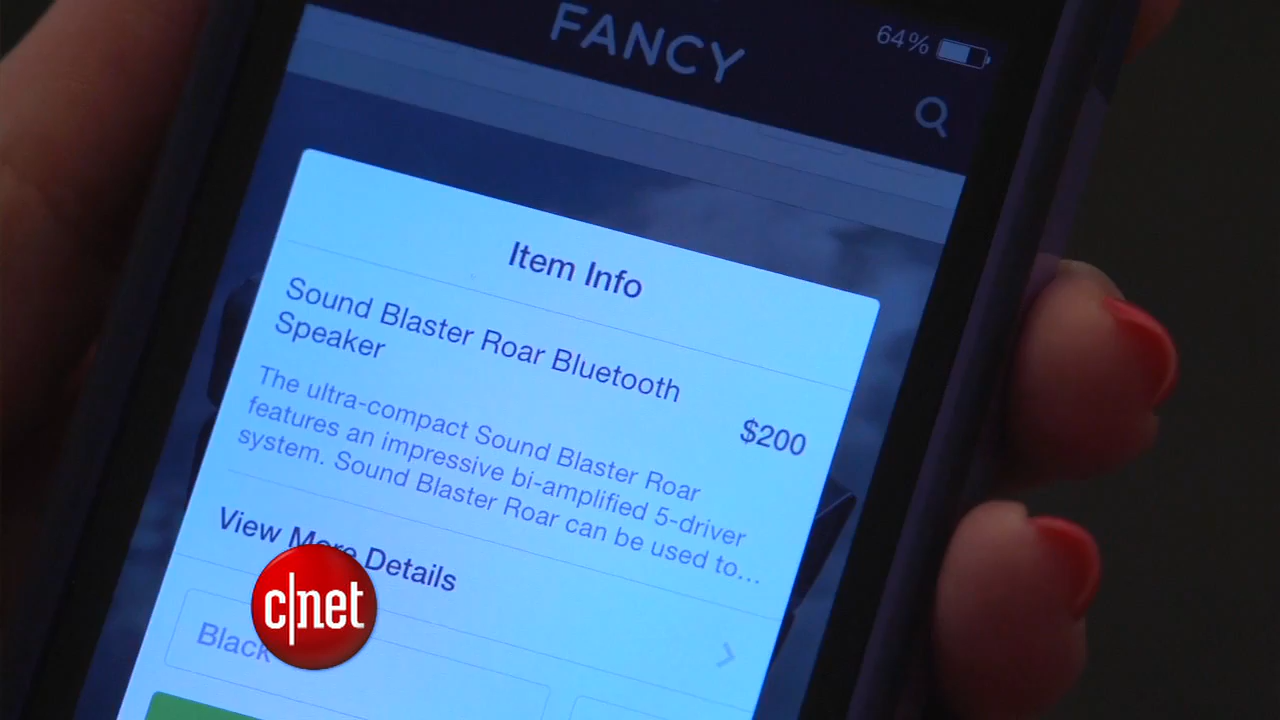 FANCY
64%
Item Info
Sound Blaster Roar Bluetooth
Speaker
$200
The ultra-compact Sound Blaster Roar
features an impressive bi-amplified 5-driver
system. Sound Blaster Roar can be used to...
View More Details
Black
c|net